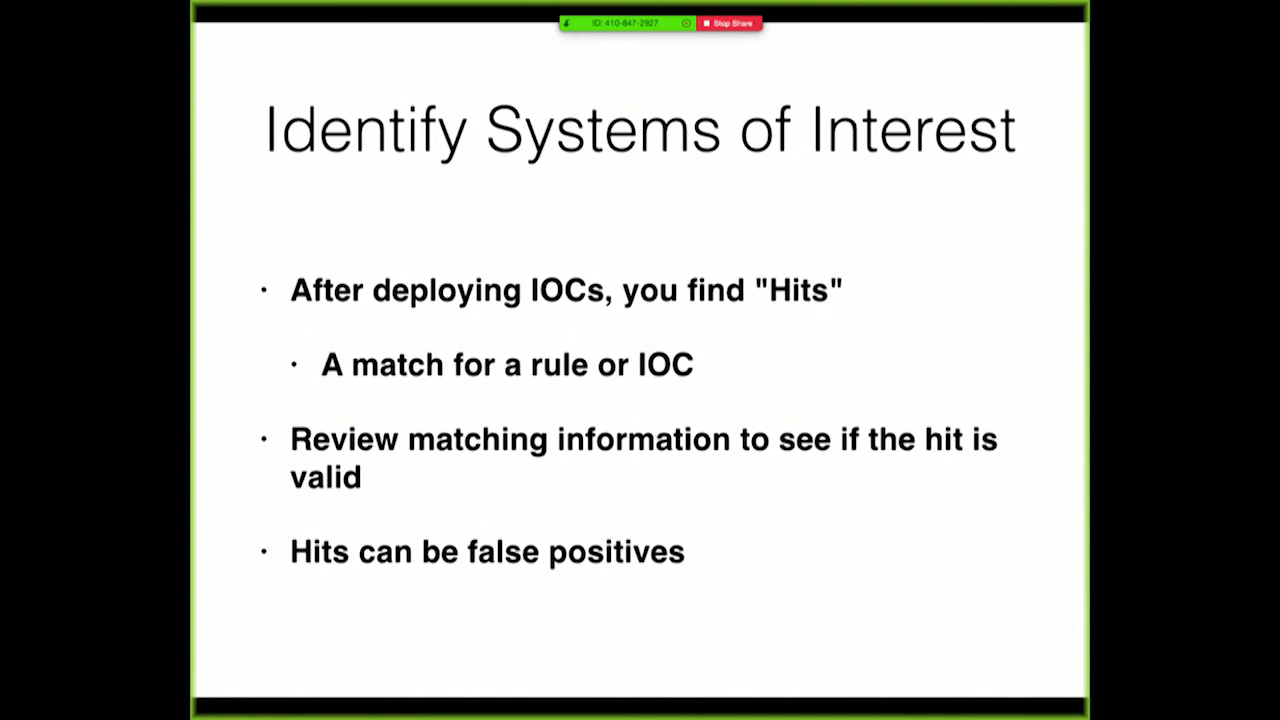 ID: 410-847-2927
Stop Share
Identify Systems of Interest
· After deploying IOCs, you find "Hits"
· A match for a rule or IOC
· Review matching information to see if the hit is
valid
· Hits can be false positives